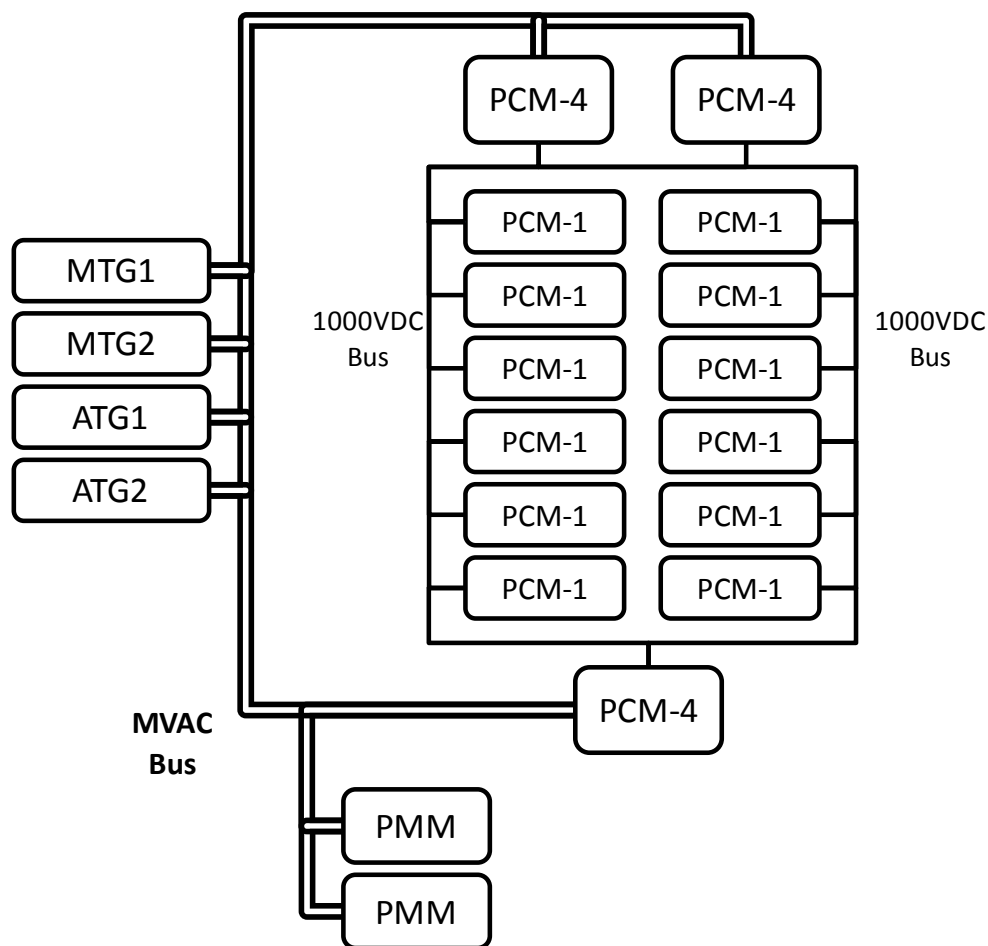 PCM-4
PCM-4
PCM-1
PCM-1
MTG1
PCM-1
PCM-1
MTG2
1000VDC
Bus
1000VDC
Bus
PCM-1
PCM-1
ATG1
PCM-1
PCM-1
ATG2
PCM-1
PCM-1
PCM-1
PCM-1
PCM-4
MVAC
Bus
PMM
PMM